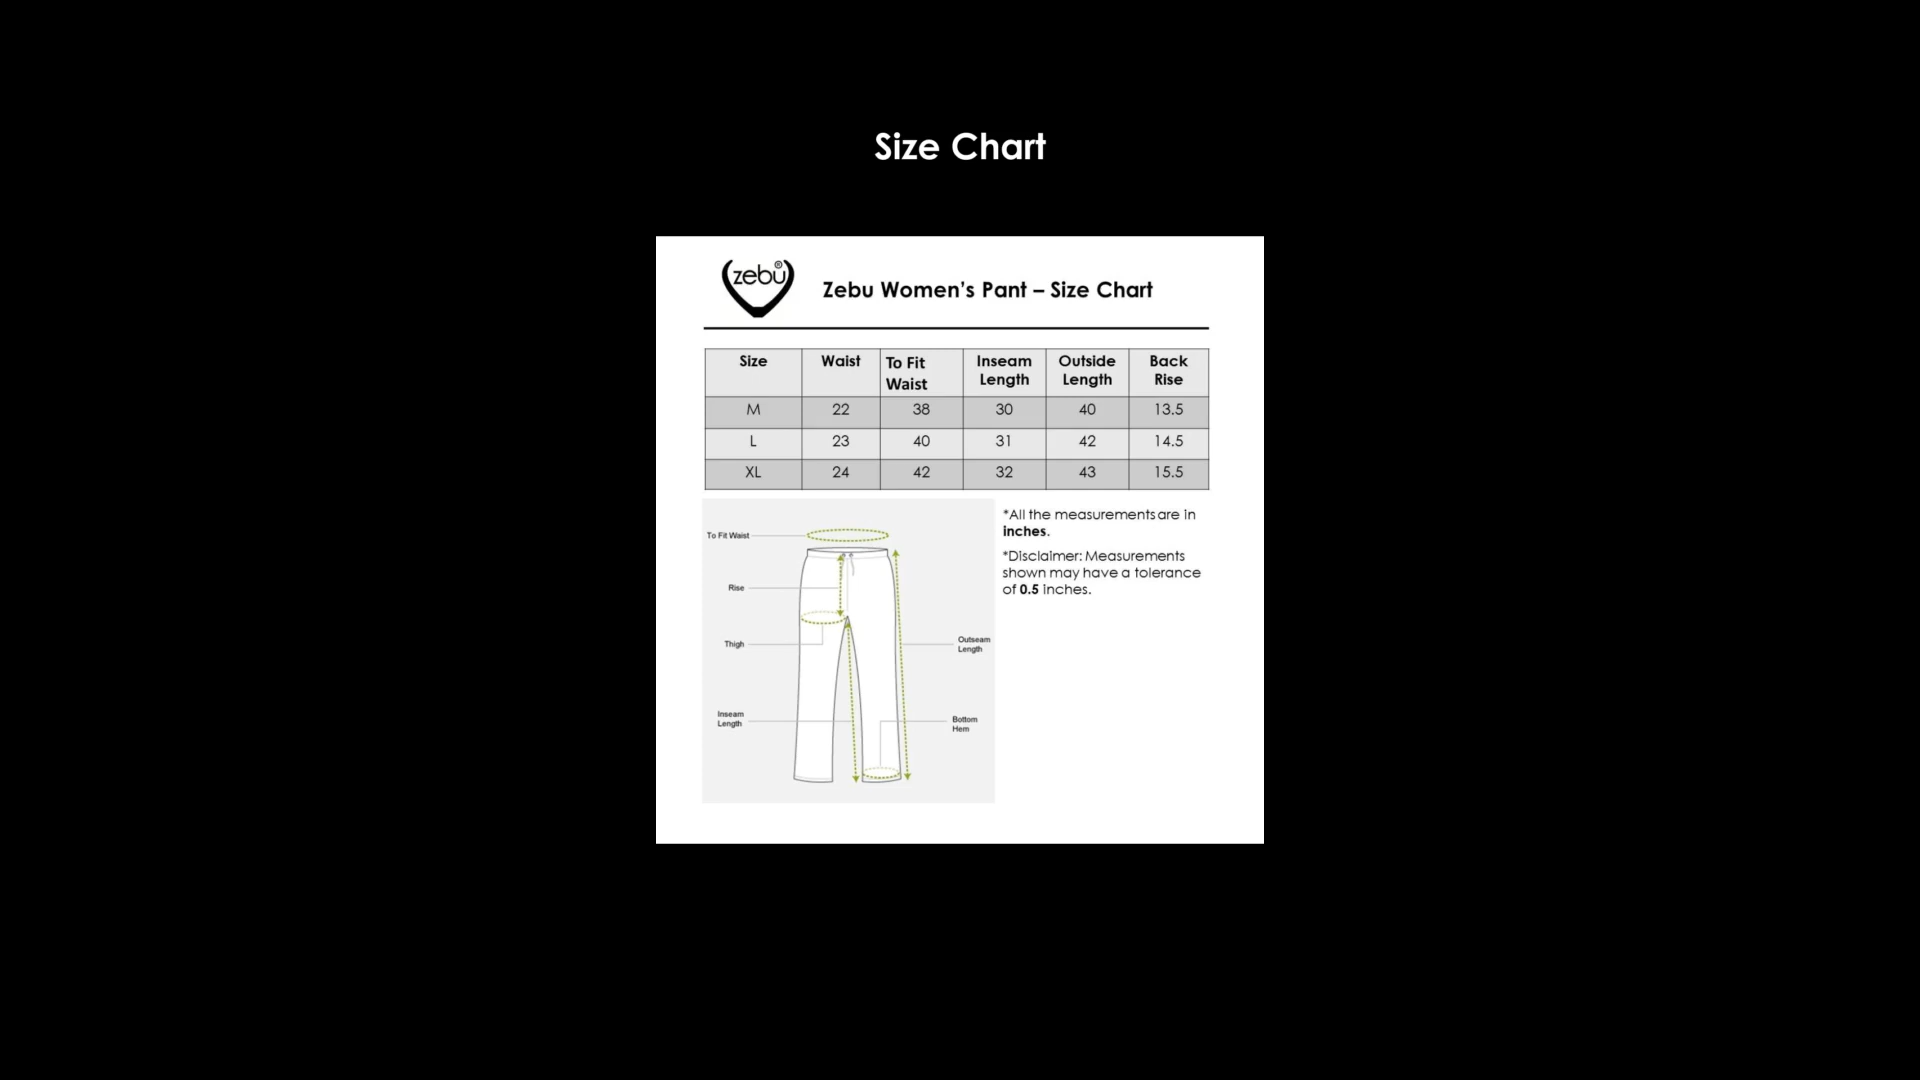 Size Chart
zebu®
Zebu Women's Pant – Size Chart
Size Waist To Fit Waist Inseam Length Outside Length Back Rise
M 22 38 30 40 13.5
L 23 40 31 42 14.5
XL 24 42 32 43 15.5
*All the measurements are in
inches.
*Disclaimer: Measurements
shown may have a tolerance
of 0.5 inches.
To Fit Waist
Rise
Thigh
Outseam
Length
Inseam
Length
Bottom
Hem